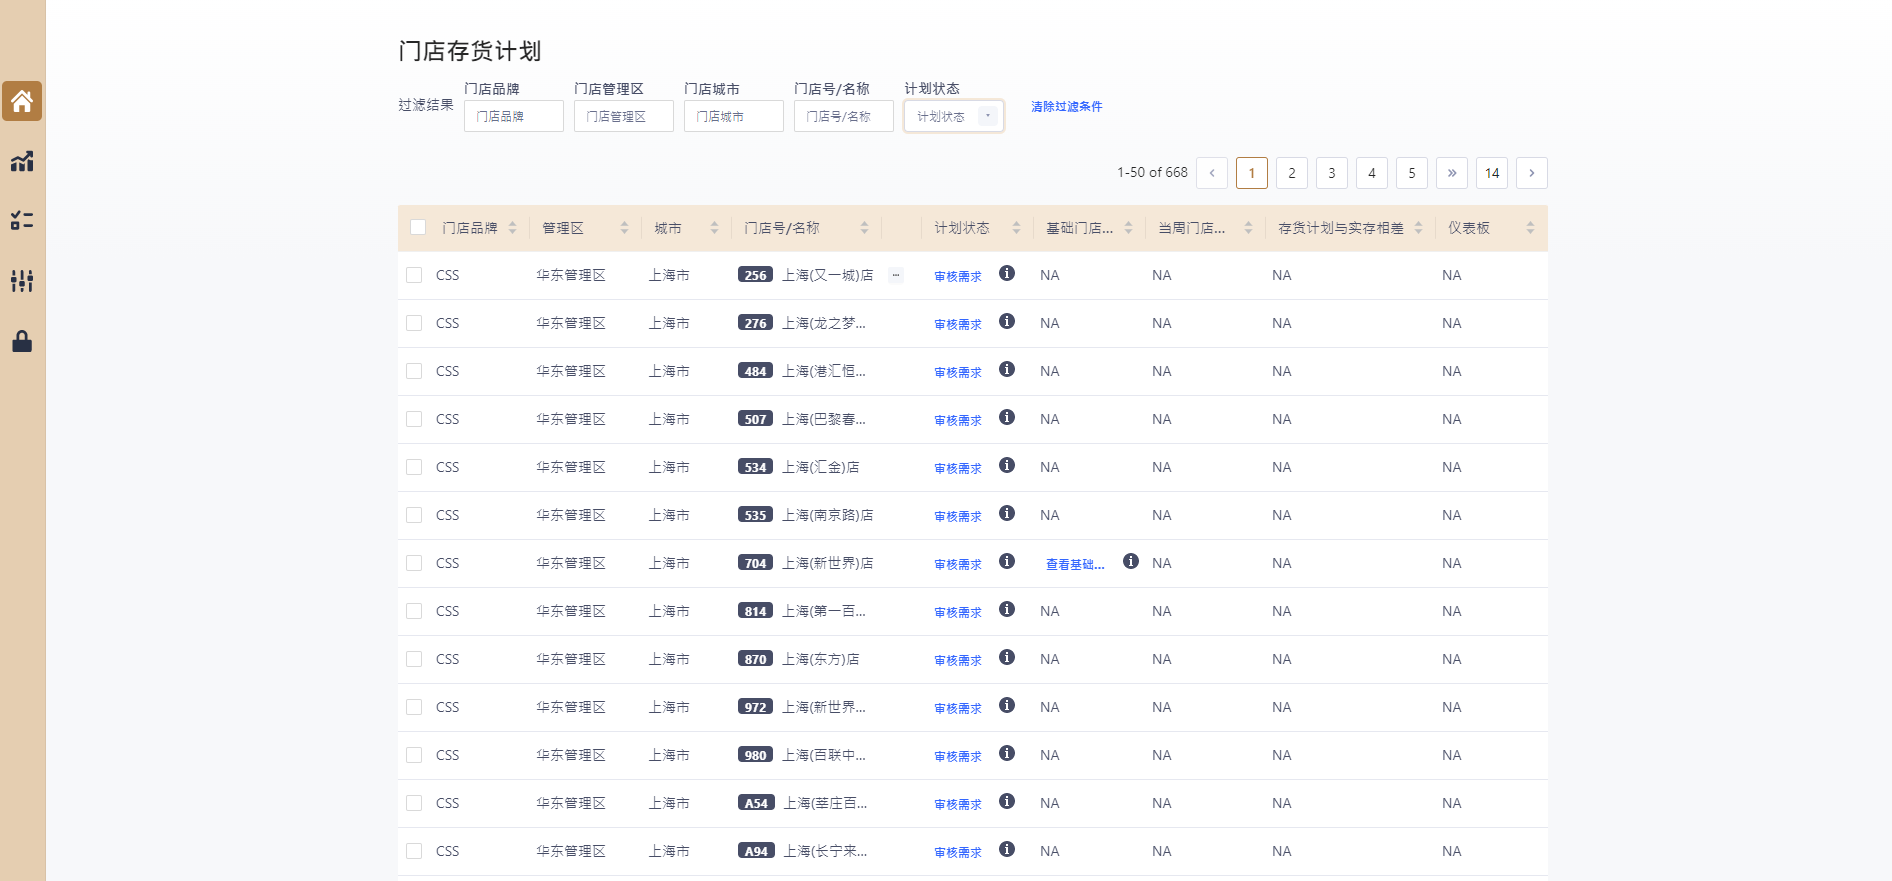 门店存货计划
过滤结果
门店品牌 门店管理区 门店城市 门店号/名称 计划状态
门店品牌 门店管理区 门店城市 门店号/名称 计划状态 清除过滤条件
1-50 of 668 ‹ 1 2 3 4 5 » 14 ›
门店品牌 管理区 城市 门店号/名称 计划状态 基础门店... 当周门店... 存货计划与实存相差 仪表板
CSS 华东管理区 上海市 256 上海(又一城)店 ... 审核需求 NA NA NA NA
CSS 华东管理区 上海市 276 上海(龙之梦... 审核需求 NA NA NA NA
CSS 华东管理区 上海市 484 上海(港汇恒... 审核需求 NA NA NA NA
CSS 华东管理区 上海市 507 上海(巴黎春... 审核需求 NA NA NA NA
CSS 华东管理区 上海市 534 上海(汇金)店 审核需求 NA NA NA NA
CSS 华东管理区 上海市 535 上海(南京路)店 审核需求 NA NA NA NA
CSS 华东管理区 上海市 704 上海(新世界)店 审核需求 查看基础... NA NA NA
CSS 华东管理区 上海市 814 上海(第一百... 审核需求 NA NA NA NA
CSS 华东管理区 上海市 870 上海(东方)店 审核需求 NA NA NA NA
CSS 华东管理区 上海市 972 上海(新世界... 审核需求 NA NA NA NA
CSS 华东管理区 上海市 980 上海(百联中... 审核需求 NA NA NA NA
CSS 华东管理区 上海市 A54 上海(莘庄百... 审核需求 NA NA NA NA
CSS 华东管理区 上海市 A94 上海(长宁来... 审核需求 NA NA NA NA